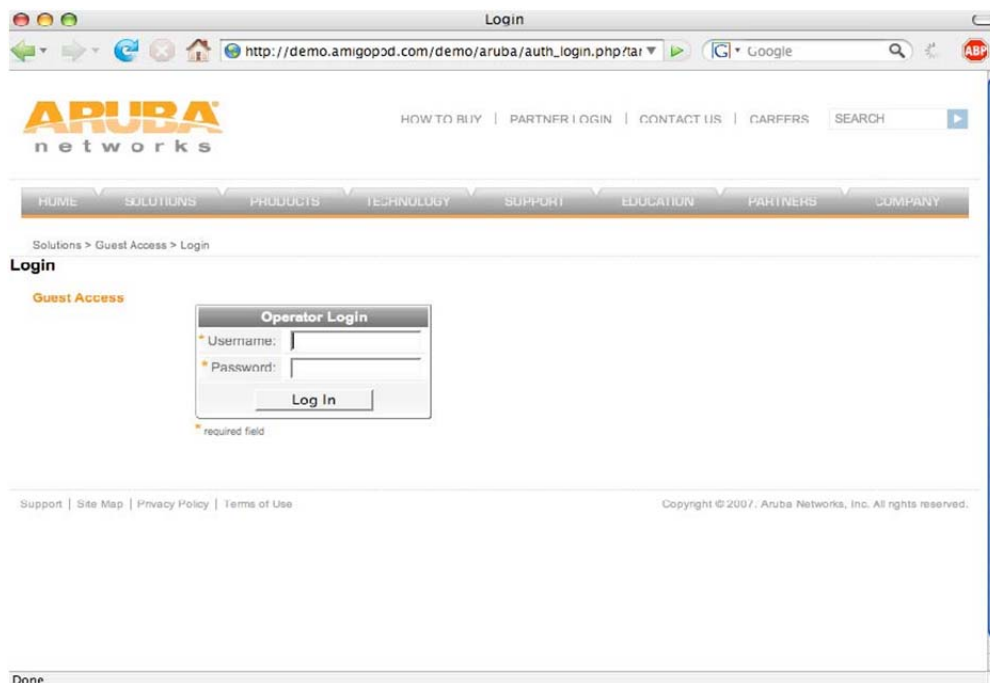 Login
http://demo.amigopod.com/demo/aruba/auth_login.php?tar
G Google
ABP
ARUBA
networks
HOW TO BUY | PARTNER LOGIN | CONTACT US | CAREERS SEARCH
HOME SOLUTIONS PRODUCTS TECHNOLOGY SUPPORT EDUCATION PARTNERS COMPANY
Solutions > Guest Access > Login
Login
Guest Access
Operator Login
* Username:
* Password:
Log In
* required field
Support | Site Map | Privacy Policy | Terms of Use Copyright © 2007. Aruba Networks, Inc. All rights reserved.
Done